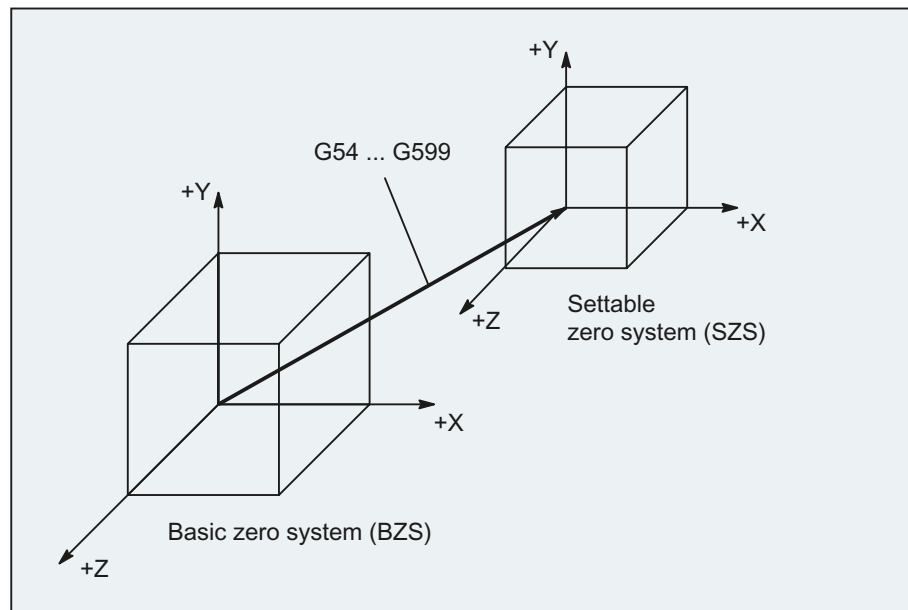 +Y
G54 ... G599
+X
+Z
Settable
zero system (SZS)
+Y
+X
Basic zero system (BZS)
+Z